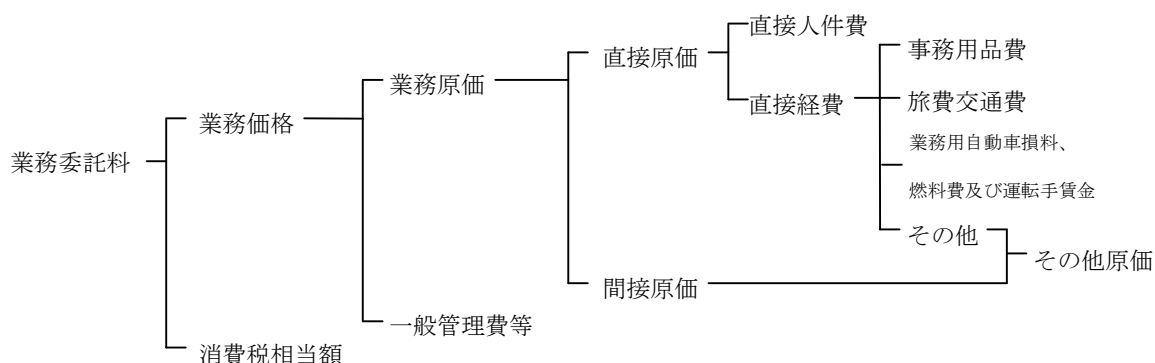 直接人件費
事務用品費
直接原価
業務原価
直接経費
旅費交通費
業務価格
業務用自動車損料、
業務委託料
燃料費及び運転手賃金
その他
その他原価
間接原価
一般管理費等
消費税相当額